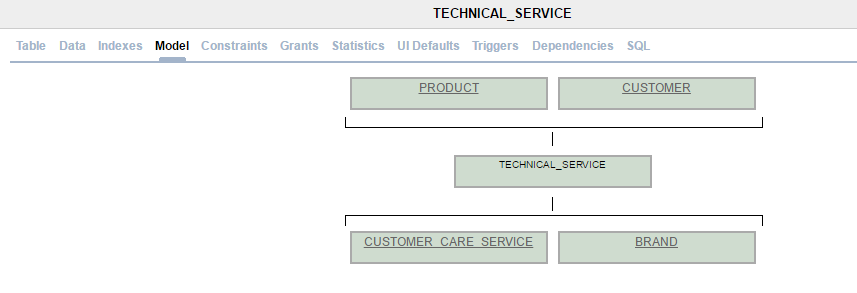 TECHNICAL_SERVICE
Table Data Indexes Model Constraints Grants Statistics UI Defaults Triggers Dependencies SQL
PRODUCT CUSTOMER
TECHNICAL_SERVICE
CUSTOMER_CARE_SERVICE BRAND